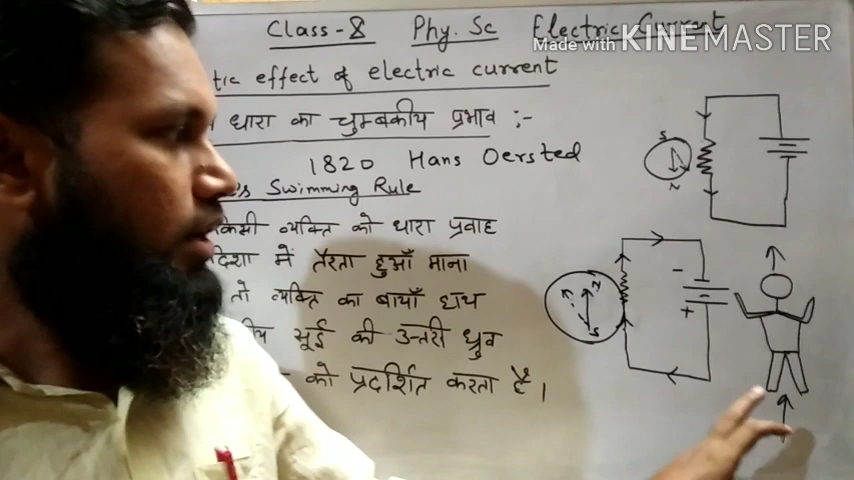 Class-8 Phy. Sc Electric Current
Made with KINEMASTER
tic effect of electric current
धारा का चुम्बकीय प्रभाव :-
1820 Hans Oersted
Swimming Rule
व्यक्ति को धारा प्रवाह
में तैरता हुआँ माना
तो व्यक्ति का बायाँ हाथ
सूई की उत्तरी ध्रुव
को प्रदर्शित करता है।
S
N
N
S
-
+